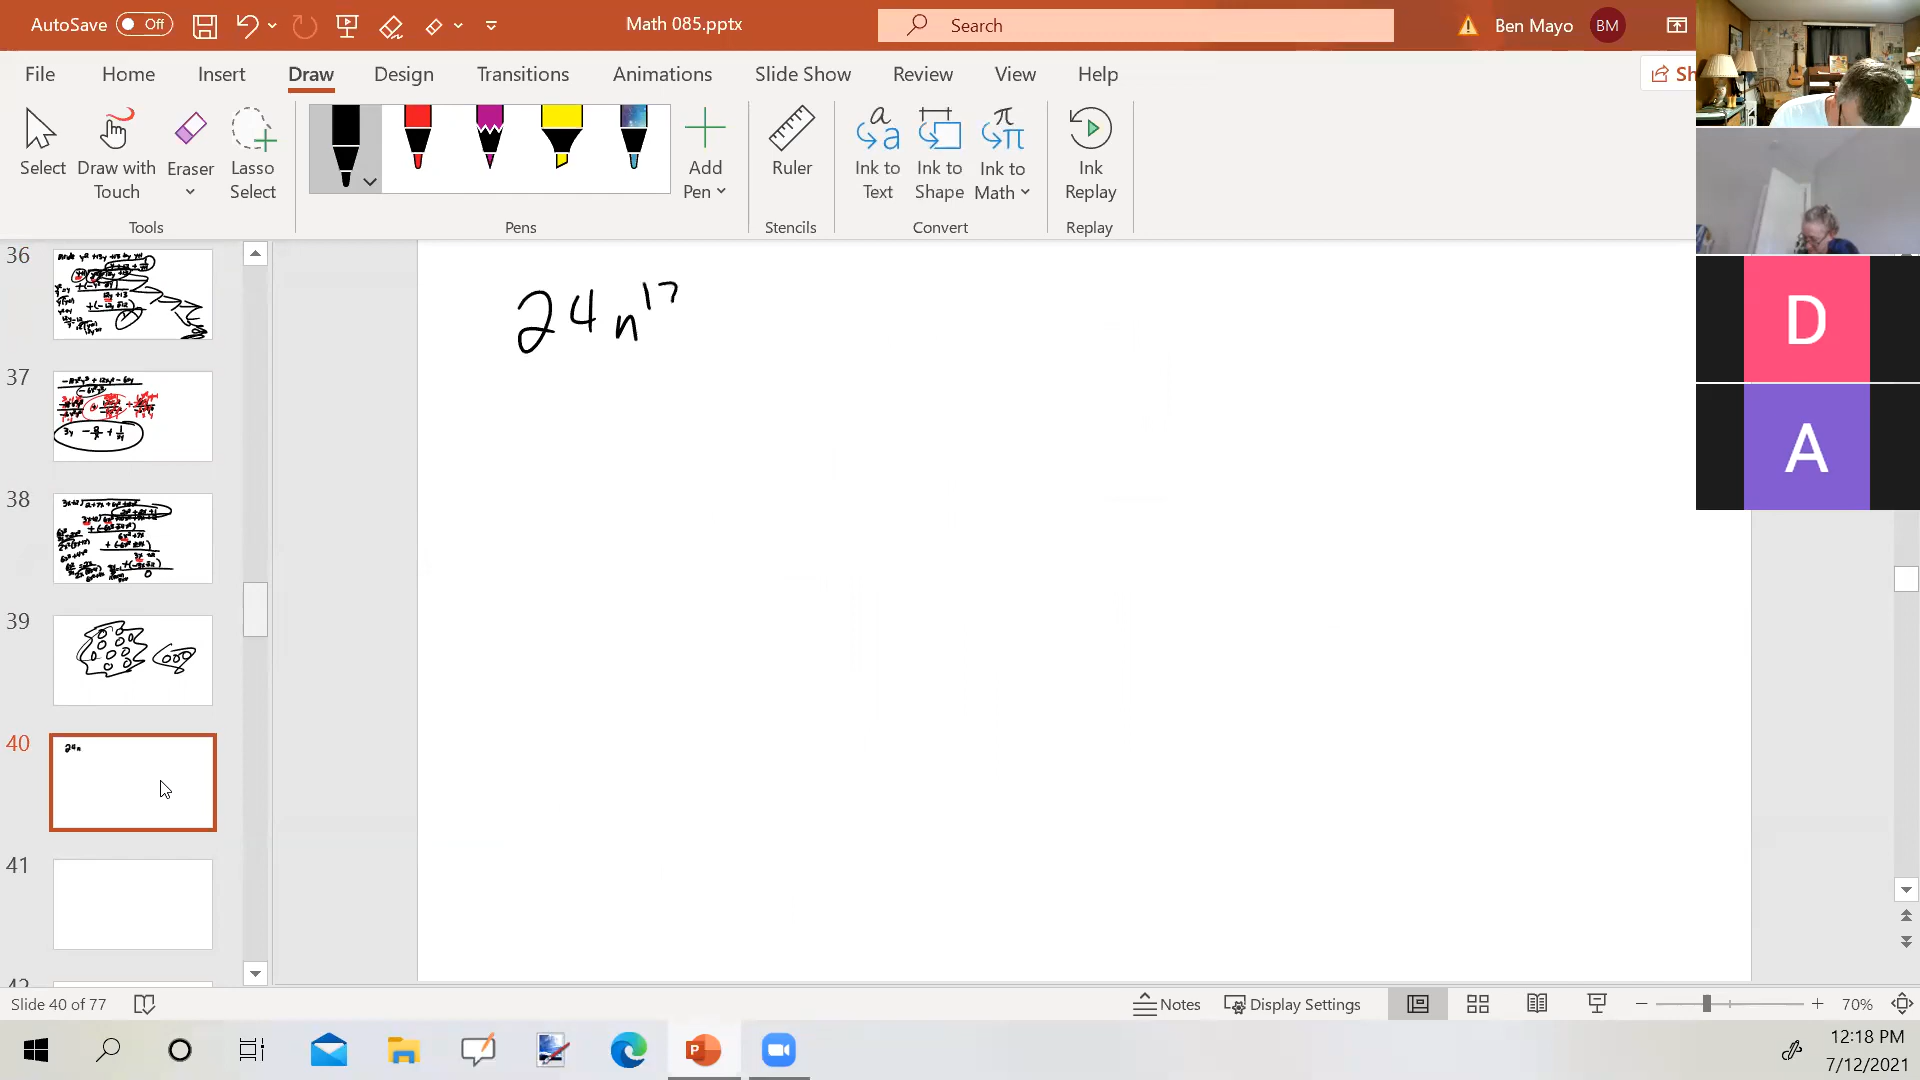 AutoSave Off Math 085.pptx Search Ben Mayo BM
File Home Insert Draw Design Transitions Animations Slide Show Review View Help Sh
Select Draw with Touch Eraser Lasso Select Add Pen Ruler Ink to Text Ink to Shape Ink to Math Ink Replay
Tools Pens Stencils Convert Replay
36
37
38
39
40
24n
41
42
24n¹⁷
D
A
Slide 40 of 77 Notes Display Settings 70%
12:18 PM
7/12/2021